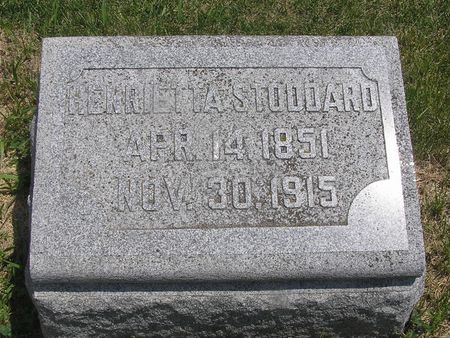 HENRIETTA STODDARD
APR. 14. 1851
NOV. 30. 1915